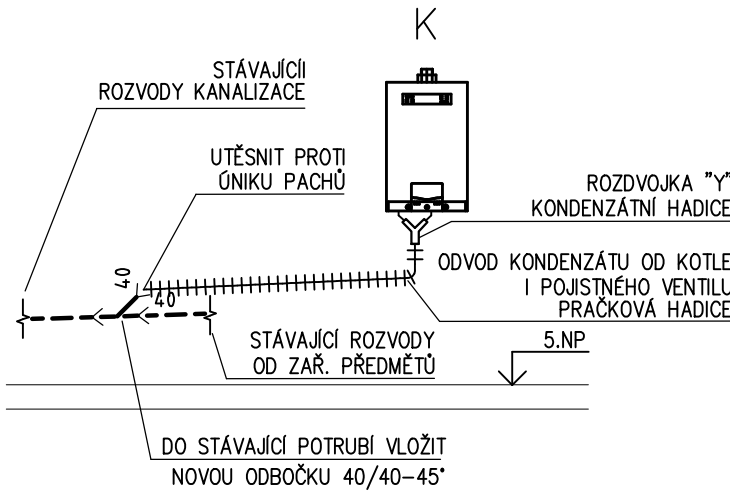 K
STÁVAJÍCÍI
ROZVODY KANALIZACE
UTĚSNIT PROTI
ÚNIKU PACHŮ
ROZDVOJKA "Y"
KONDENZÁTNÍ HADICE
ODVOD KONDENZÁTU OD KOTLE
I POJISTNÉHO VENTILU
PRAČKOVÁ HADICE
40
40
STÁVAJÍCÍ ROZVODY
OD ZAŘ. PŘEDMĚTŮ
5.NP
DO STÁVAJÍCÍ POTRUBÍ VLOŽIT
NOVOU ODBOČKU 40/40-45°